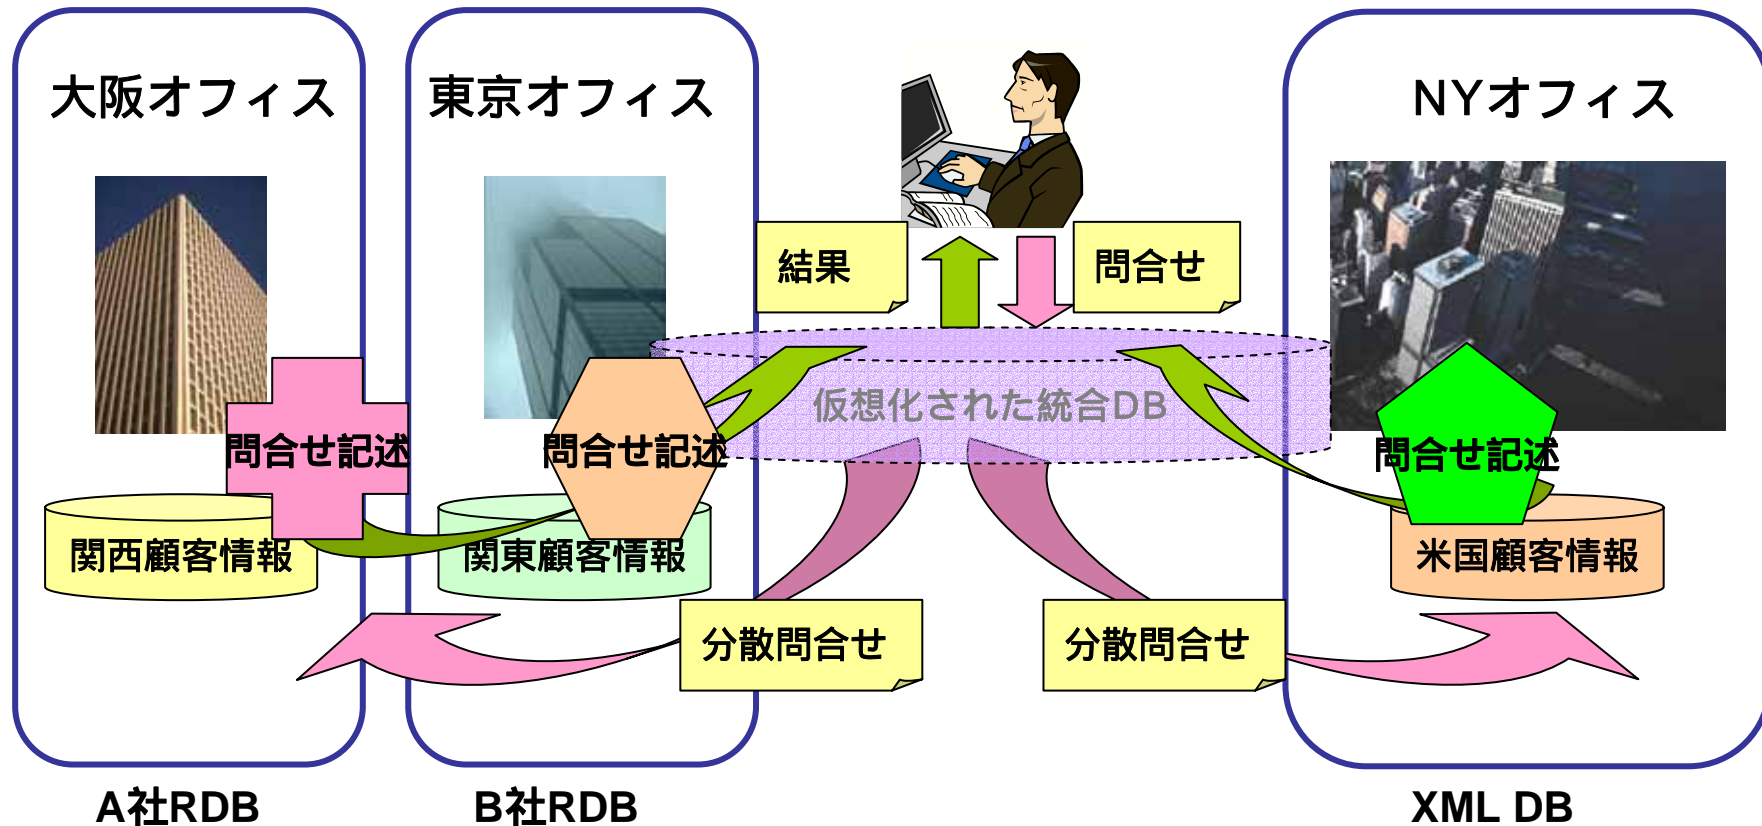 大阪オフィス
東京オフィス
NYオフィス
結果
問合せ
仮想化された統合DB
問合せ記述
問合せ記述
問合せ記述
関西顧客情報
関東顧客情報
米国顧客情報
分散問合せ
分散問合せ
A社RDB
B社RDB
XML DB